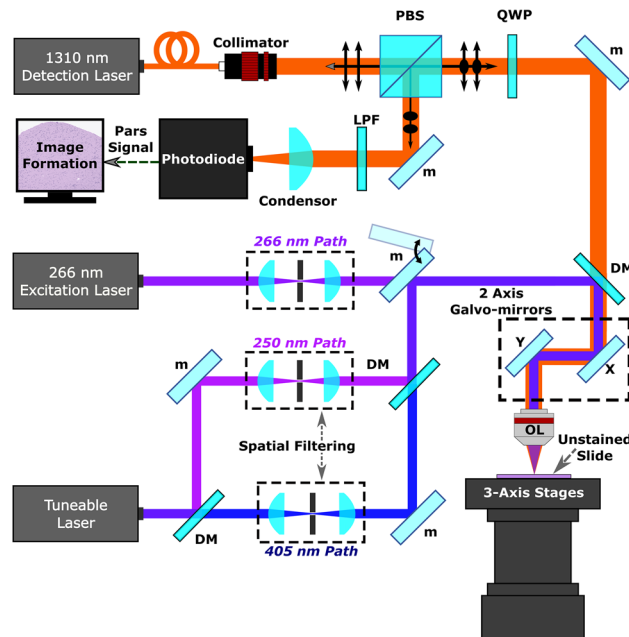 PBS
QWP
Collimator
m
1310 nm
Detection Laser
LPF
Pars
Signal
Image
Formation
Photodiode
m
Condensor
266 nm Path
m
266 nm
Excitation Laser
DM
2 Axis
Galvo-mirrors
250 nm Path
m
DM
Y
X
OL
Unstained
Slide
Spatial Filtering
3-Axis Stages
Tuneable
Laser
DM
m
405 nm Path